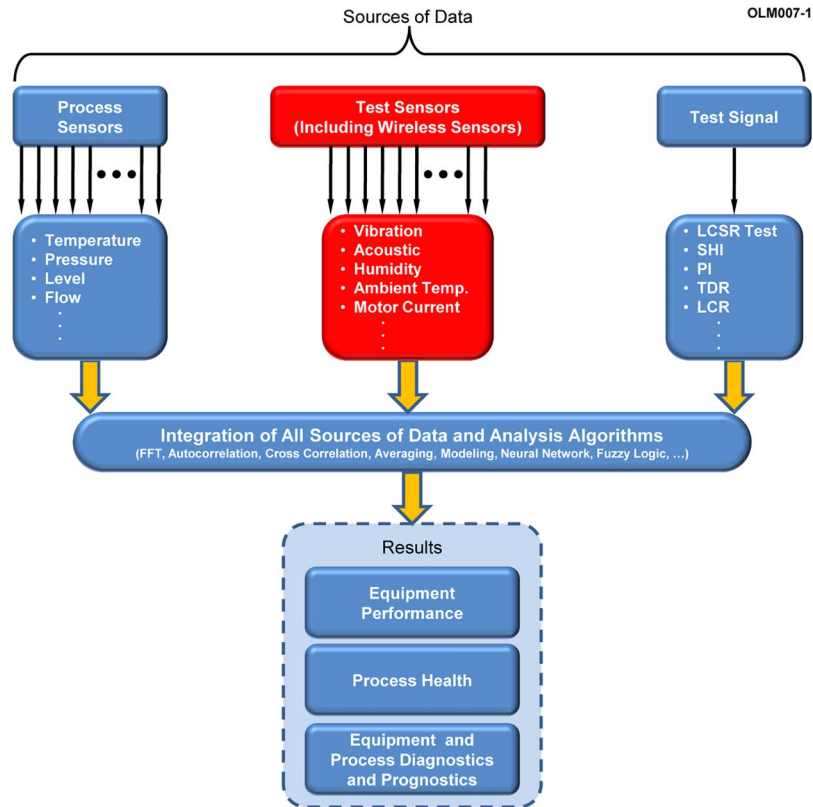 OLM007-1
Sources of Data
Process
Sensors
Test Sensors
(Including Wireless Sensors)
Test Signal
• Temperature
• Pressure
• Level
• Flow
• Vibration
• Acoustic
• Humidity
• Ambient Temp.
• Motor Current
• LCSR Test
• SHI
• PI
• TDR
• LCR
Integration of All Sources of Data and Analysis Algorithms
(FFT, Autocorrelation, Cross Correlation, Averaging, Modeling, Neural Network, Fuzzy Logic, ...)
Results
Equipment
Performance
Process Health
Equipment and
Process Diagnostics
and Prognostics